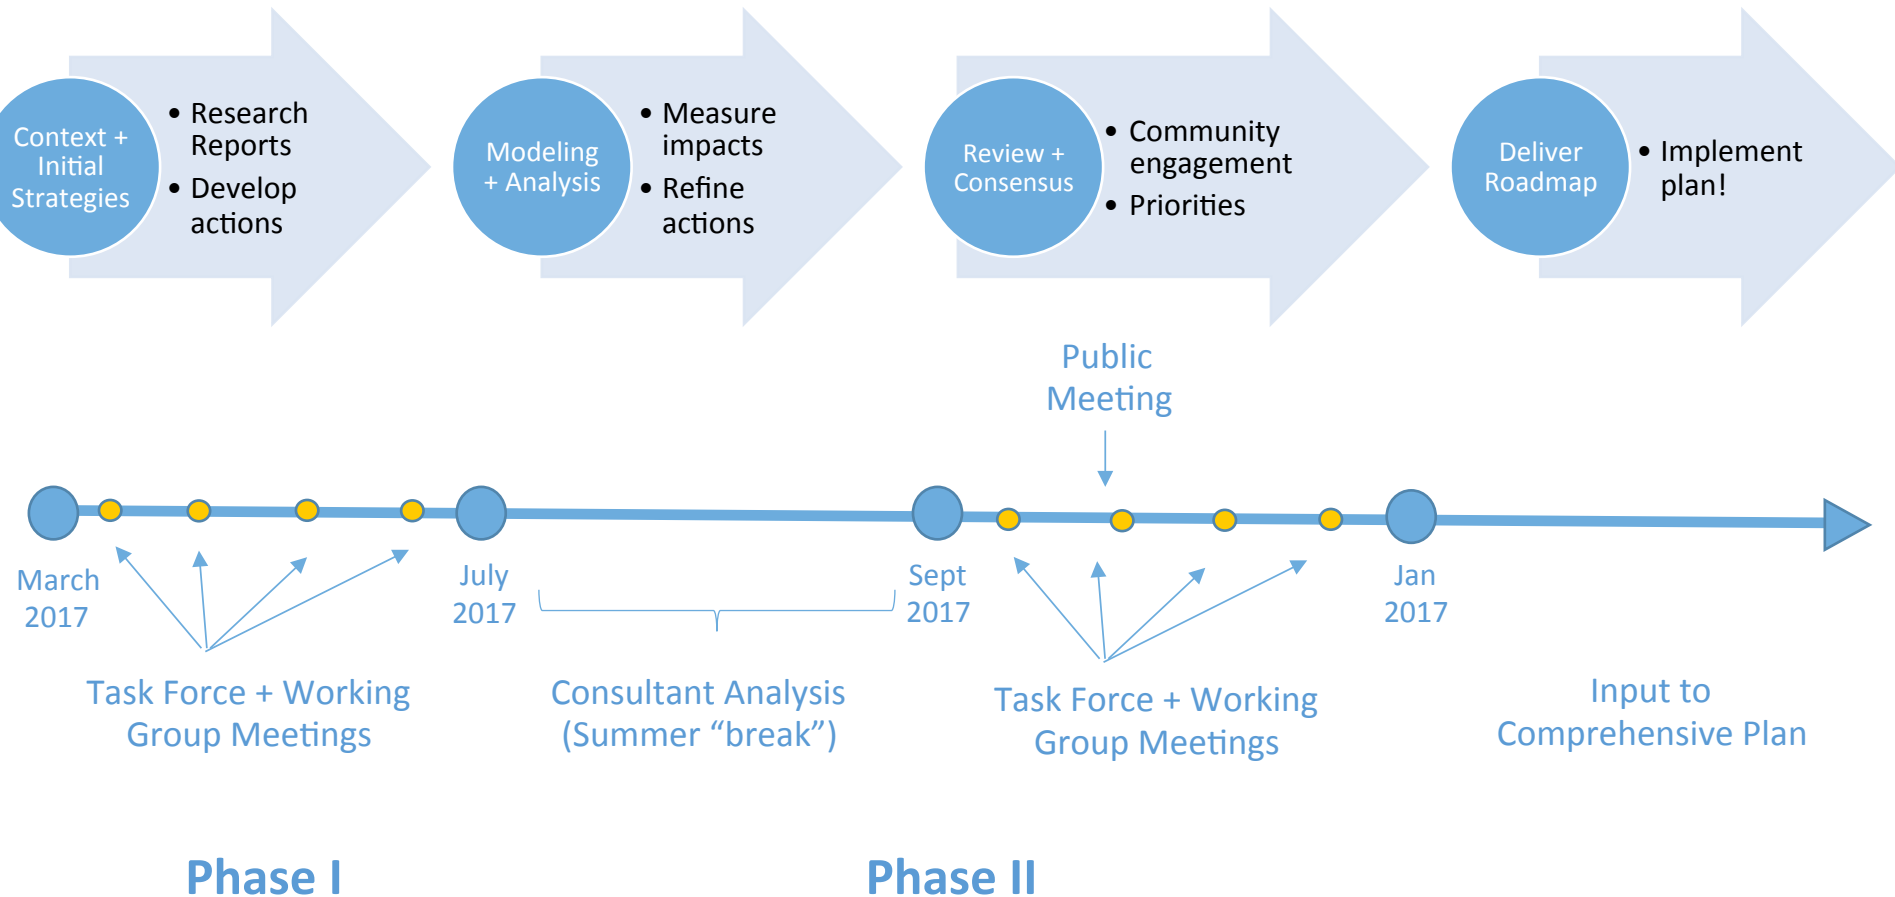 Context +
Initial
Strategies
• Research
Reports
• Develop
actions
Modeling
+ Analysis
• Measure
impacts
• Refine
actions
Review +
Consensus
• Community
engagement
• Priorities
Deliver
Roadmap
• Implement
plan!
Public
Meeting
March
2017
July
2017
Sept
2017
Jan
2017
Task Force + Working
Group Meetings
Consultant Analysis
(Summer “break”)
Task Force + Working
Group Meetings
Input to
Comprehensive Plan
Phase I
Phase II